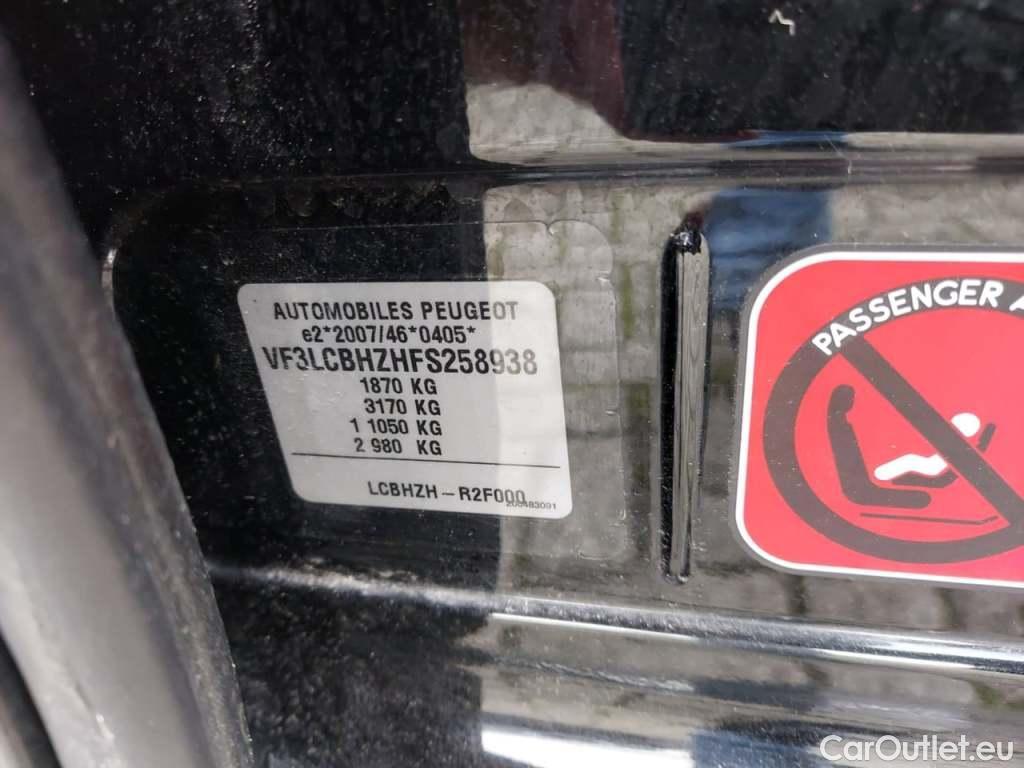 AUTOMOBILES PEUGEOT
e2*2007/46*0405*
VF3LCBHZHFS258938
1870 KG
3170 KG
1 1050 KG
2 980 KG
LCBHZH - R2F000
200483091
PASSENGER A
CarOutlet.eu